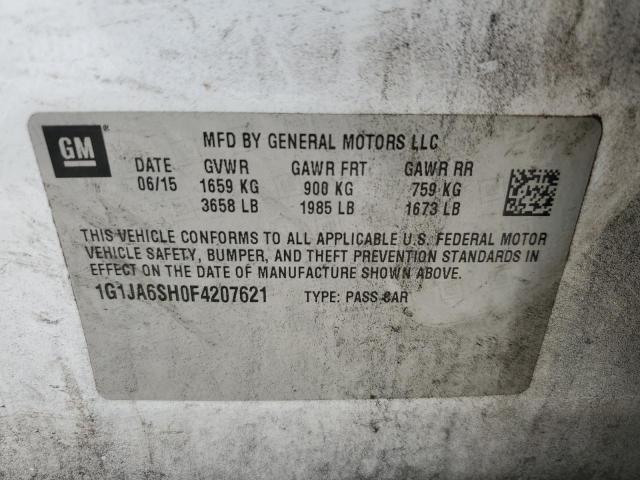 GM®
MFD BY GENERAL MOTORS LLC
DATE GVWR GAWR FRT GAWR RR
06/15 1659 KG 900 KG 759 KG
3658 LB 1985 LB 1673 LB
THIS VEHICLE CONFORMS TO ALL APPLICABLE U.S. FEDERAL MOTOR
VEHICLE SAFETY, BUMPER, AND THEFT PREVENTION STANDARDS IN
EFFECT ON THE DATE OF MANUFACTURE SHOWN ABOVE.
1G1JA6SH0F4207621 TYPE: PASS CAR